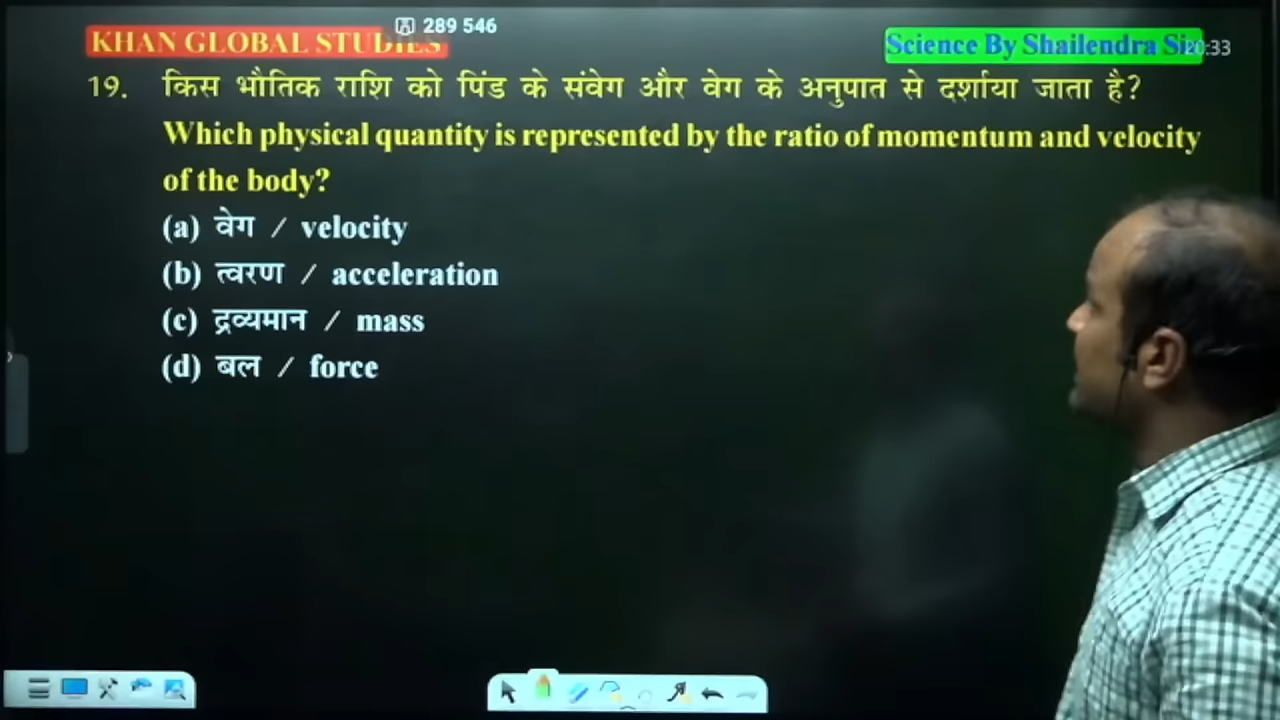 289 546
KHAN GLOBAL STUDIES
Science By Shailendra Sir
:33
19. किस भौतिक राशि को पिंड के संवेग और वेग के अनुपात से दर्शाया जाता है?
Which physical quantity is represented by the ratio of momentum and velocity
of the body?
(a) वेग / velocity
(b) त्वरण / acceleration
(c) द्रव्यमान / mass
(d) बल / force